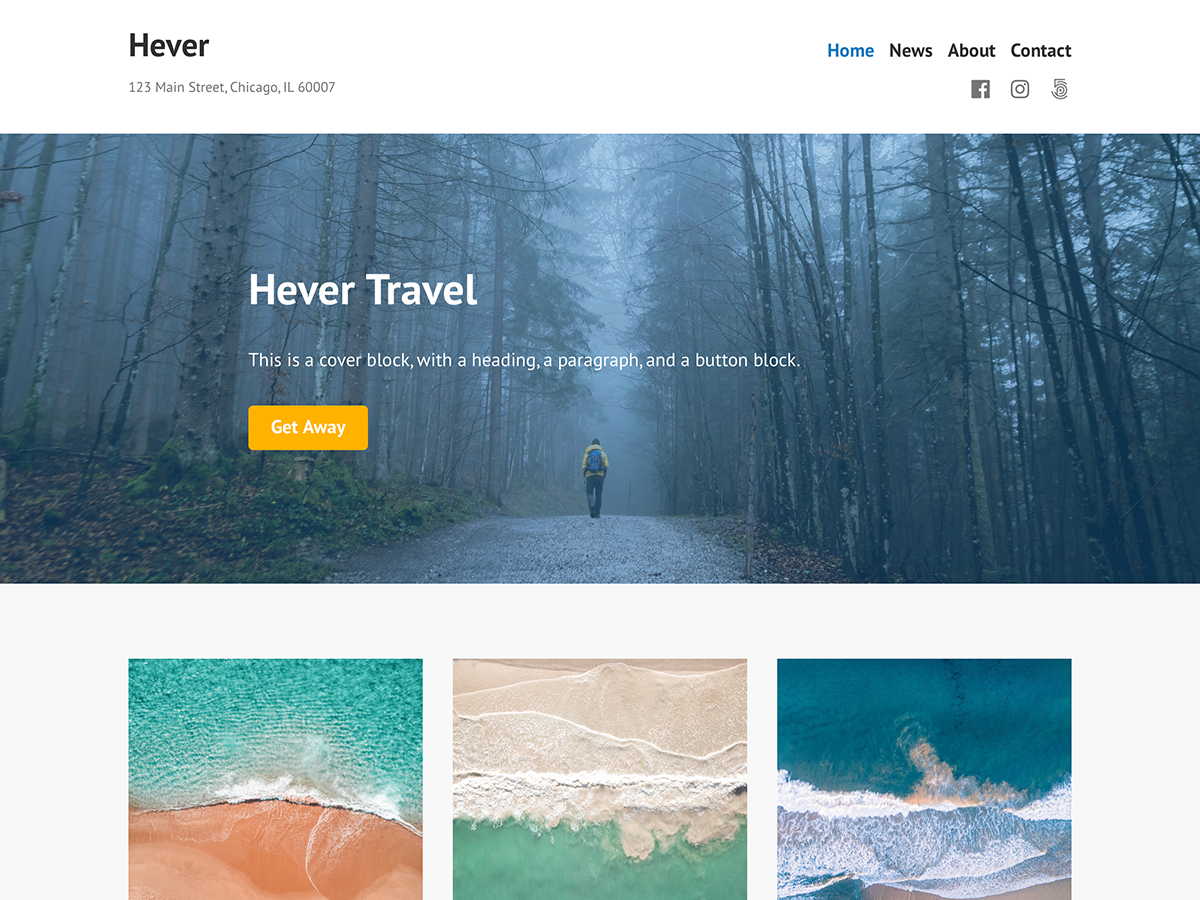 Hever
Home News About Contact
123 Main Street, Chicago, IL 60007
Hever Travel
This is a cover block, with a heading, a paragraph, and a button block.
Get Away